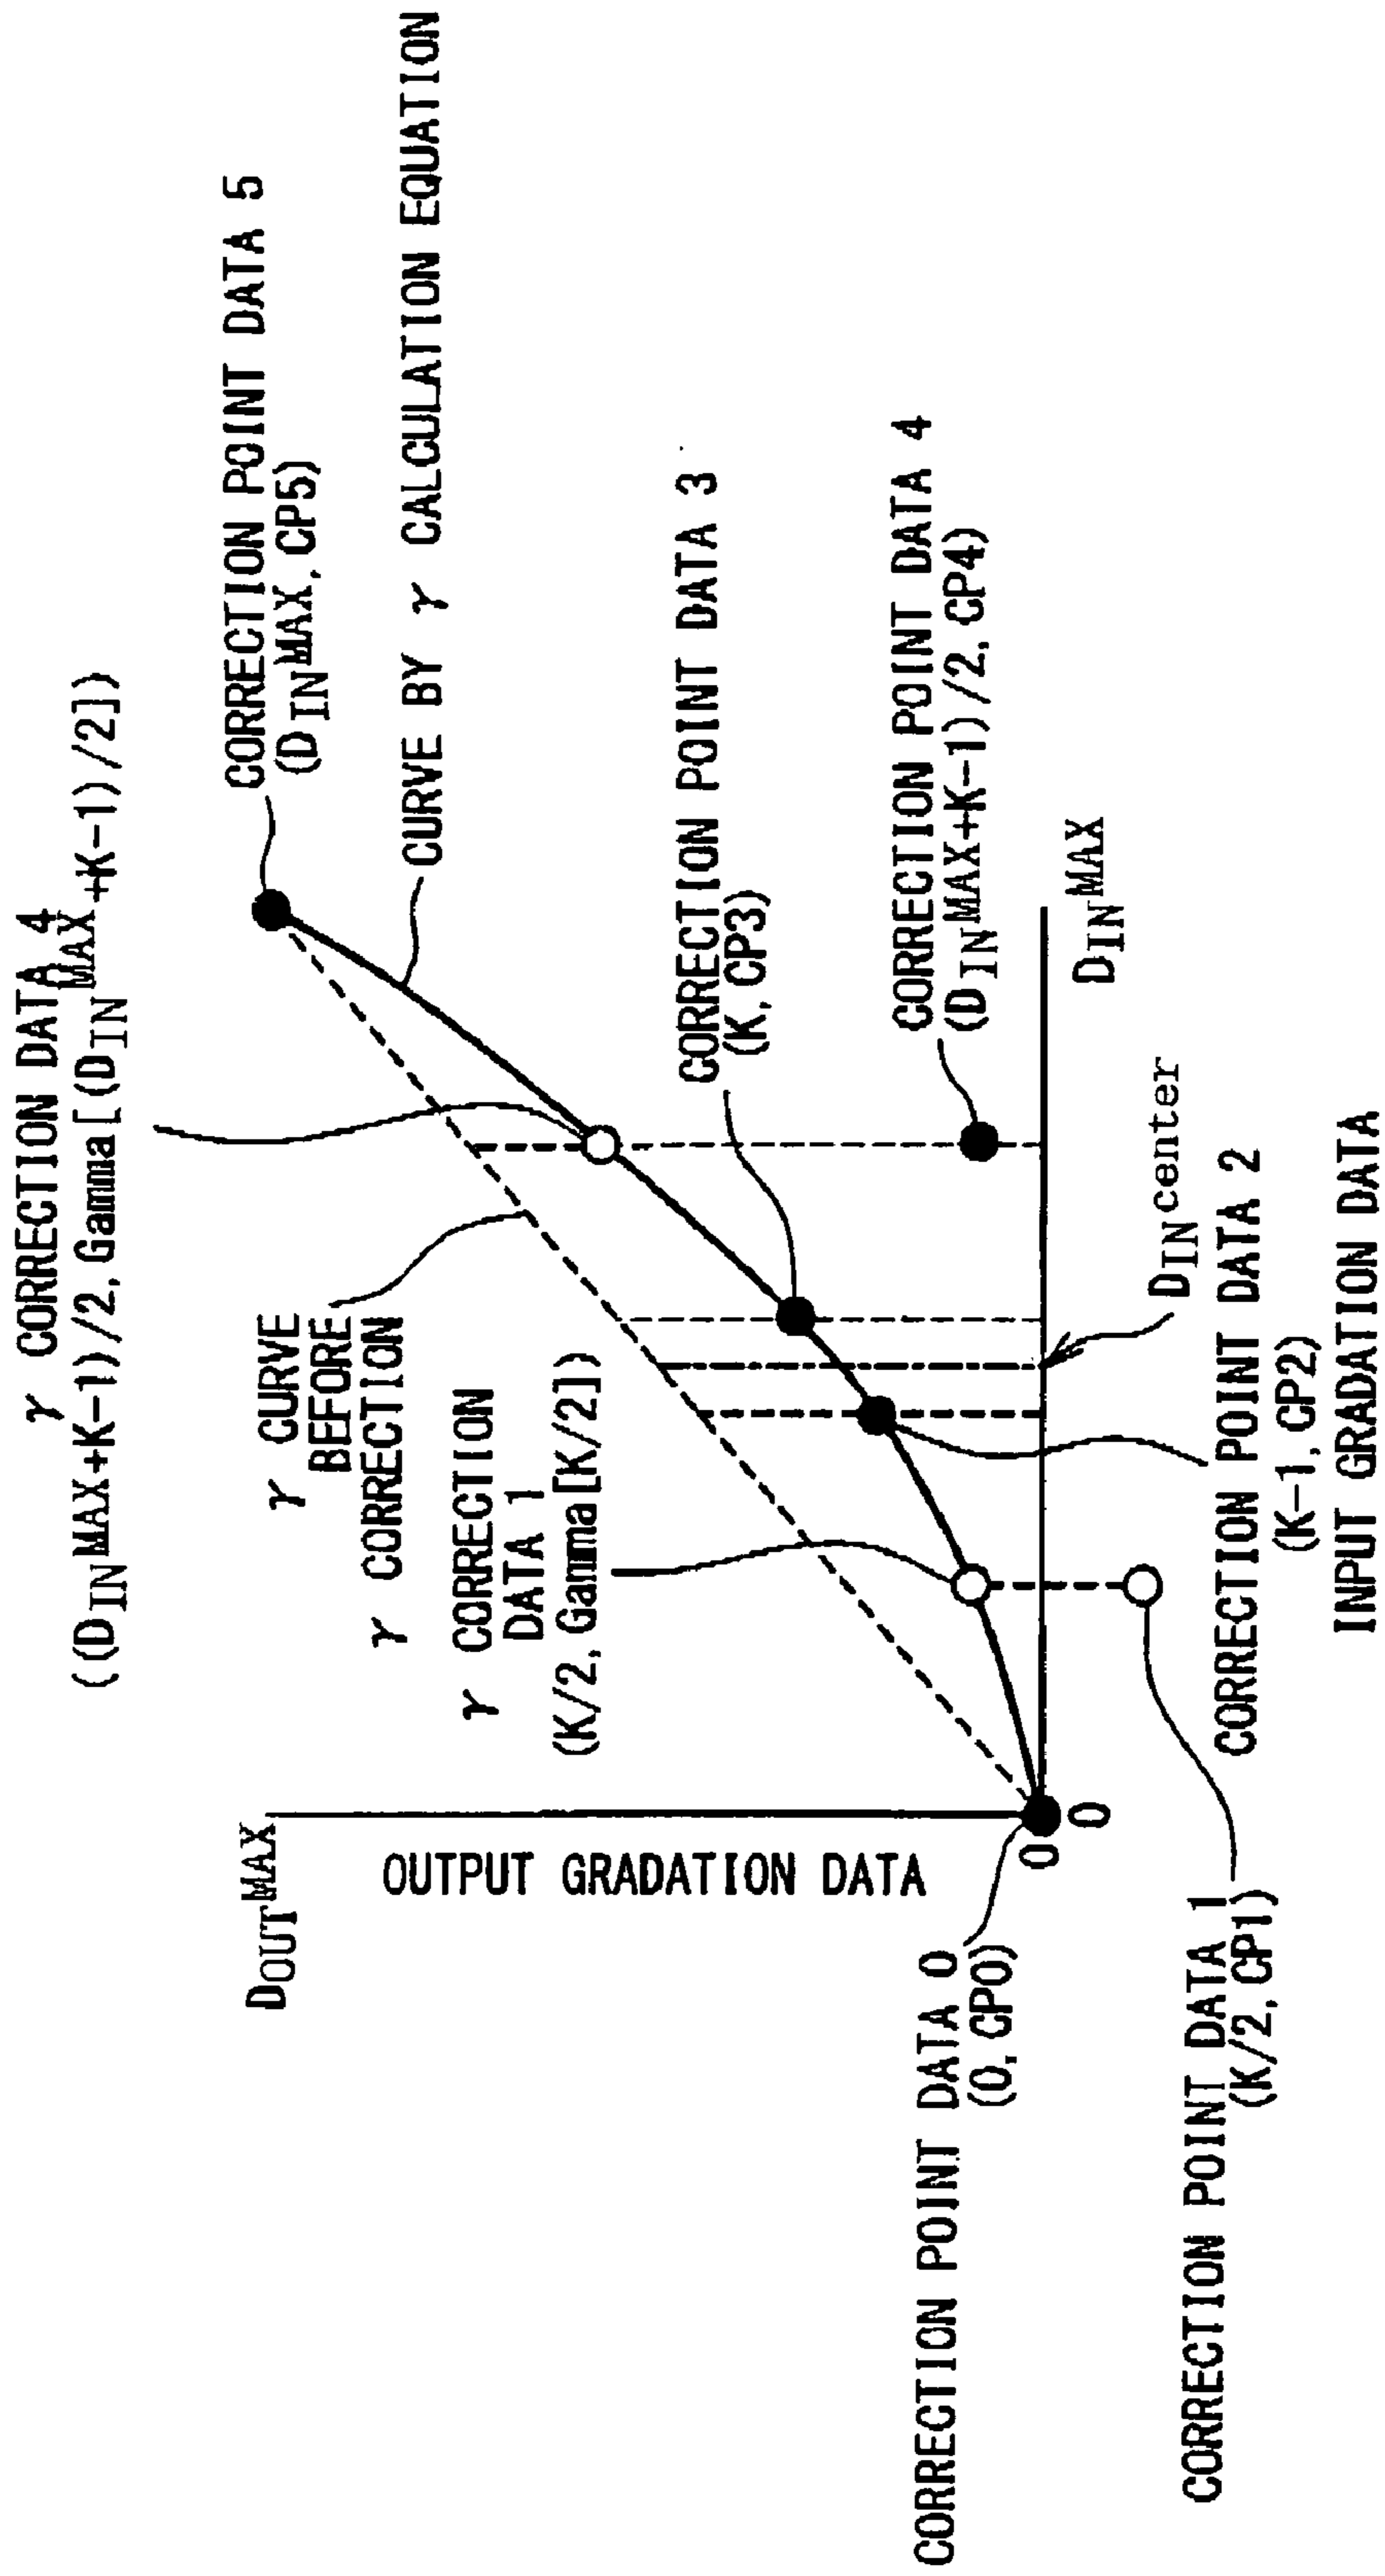 γ CORRECTION DATA 4
((D_IN^MAX+K-1)/2, Gamma[(D_IN^MAX+K-1)/2])
CORRECTION POINT DATA 5
(D_IN^MAX, CP5)
CURVE BY γ CALCULATION EQUATION
D_OUT^MAX
γ CURVE
BEFORE
γ CORRECTION
γ CORRECTION
DATA 1
(K/2, Gamma[K/2])
OUTPUT GRADATION DATA
CORRECTION POINT DATA 3
(K, CP3)
CORRECTION POINT DATA 4
(D_IN^MAX+K-1)/2, CP4)
CORRECTION POINT DATA 0
(0, CP0)
0
0
D_IN^MAX
D_IN^center
CORRECTION POINT DATA 1
(K/2, CP1)
CORRECTION POINT DATA 2
(K-1, CP2)
INPUT GRADATION DATA